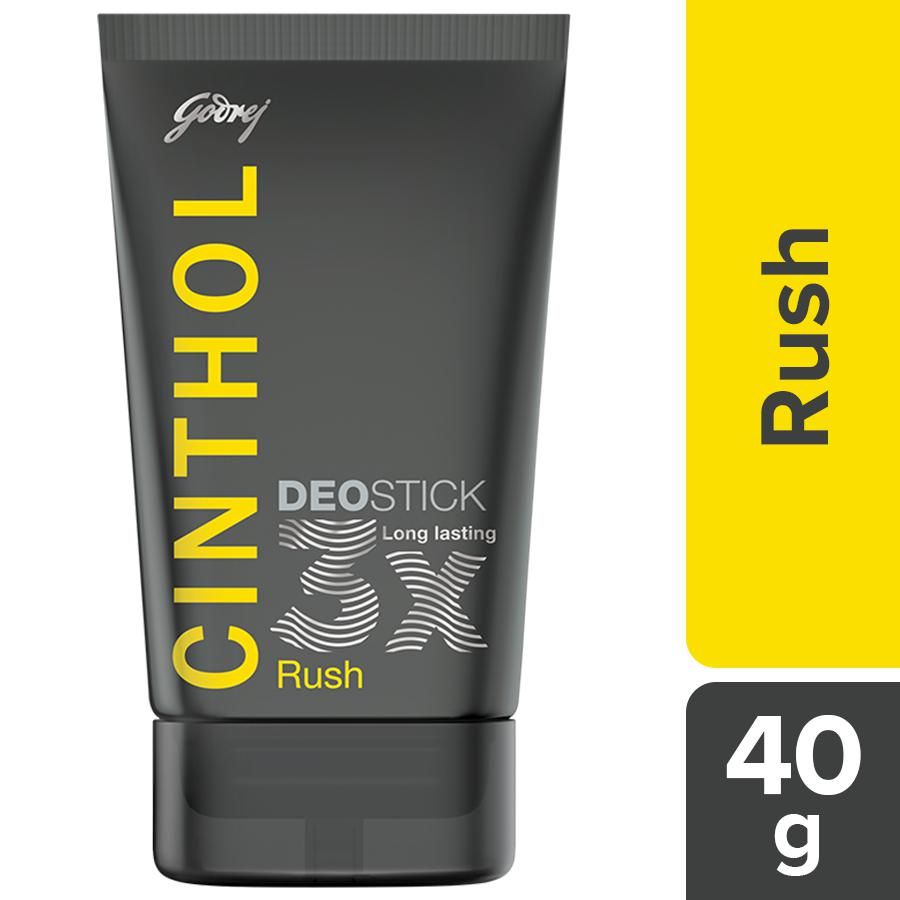 Godrej
CINTHOL
DEOSTICK
3x Long lasting
Rush
Rush
40
g